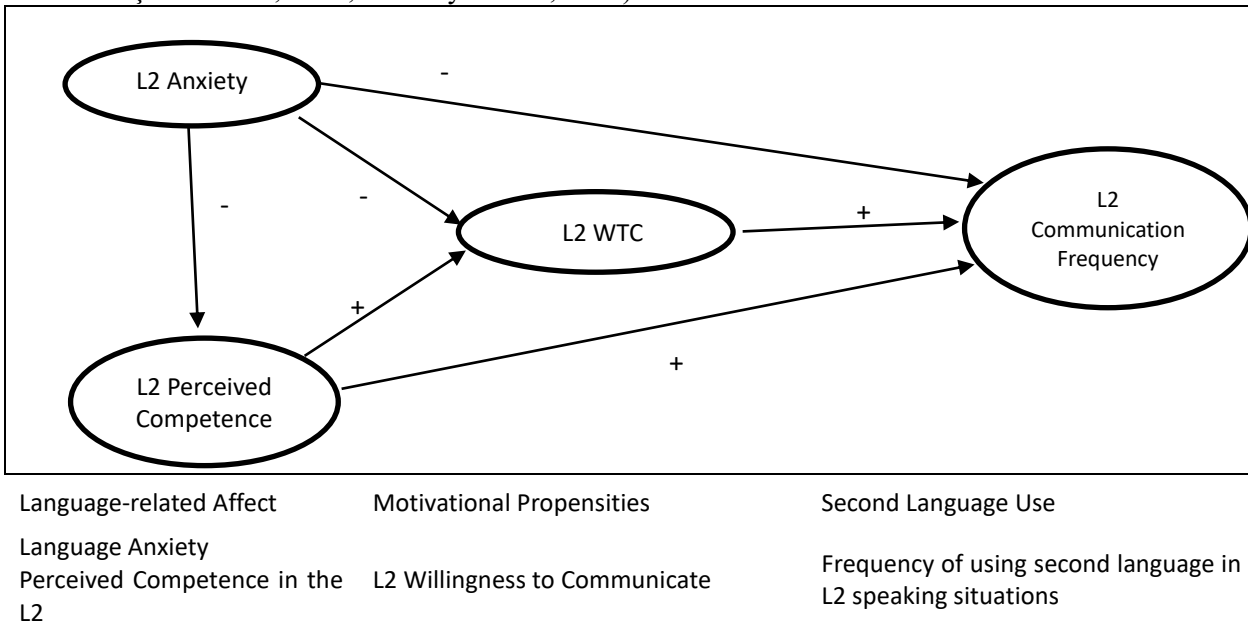 L2 Anxiety
-
-
-
L2 WTC
+
L2
Communication
Frequency
+
L2 Perceived
Competence
+
Language-related Affect
Motivational Propensities
Second Language Use
Language Anxiety
Perceived Competence in the
L2
L2 Willingness to Communicate
Frequency of using second language in
L2 speaking situations